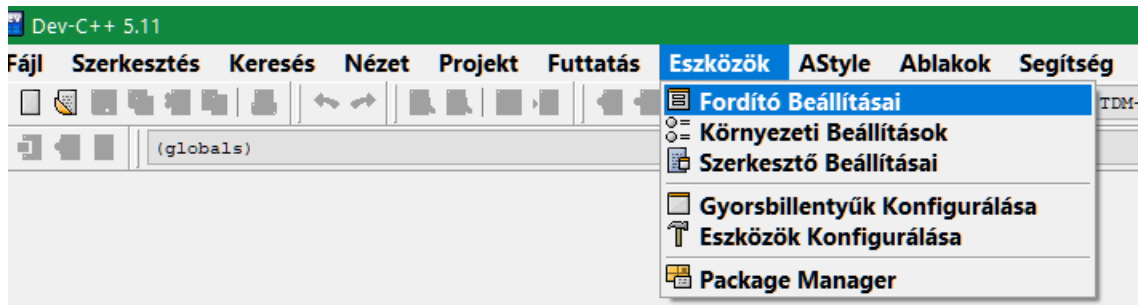 Dev-C++ 5.11
Fájl Szerkesztés Keresés Nézet Projekt Futtatás Eszközök AStyle Ablakok Segítség
Fordító Beállításai
TDM-
Környezeti Beállítások
(globals)
Szerkesztő Beállításai
Gyorsbillentyűk Konfigurálása
Eszközök Konfigurálása
Package Manager